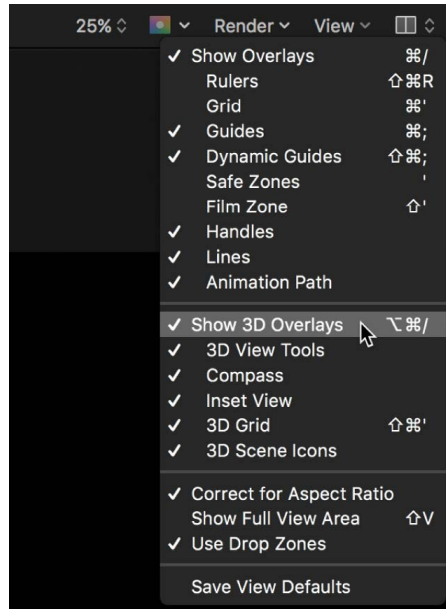 25% Render View
✓ Show Overlays ⌘/
Rulers ⇧⌘R
Grid ⌘'
✓ Guides ⌘;
✓ Dynamic Guides ⇧⌘;
Safe Zones '
Film Zone ⇧'
✓ Handles
✓ Lines
✓ Animation Path
✓ Show 3D Overlays ⌥⌘/
✓ 3D View Tools
✓ Compass
✓ Inset View
✓ 3D Grid ⇧⌘'
✓ 3D Scene Icons
✓ Correct for Aspect Ratio
Show Full View Area ⇧V
✓ Use Drop Zones
Save View Defaults